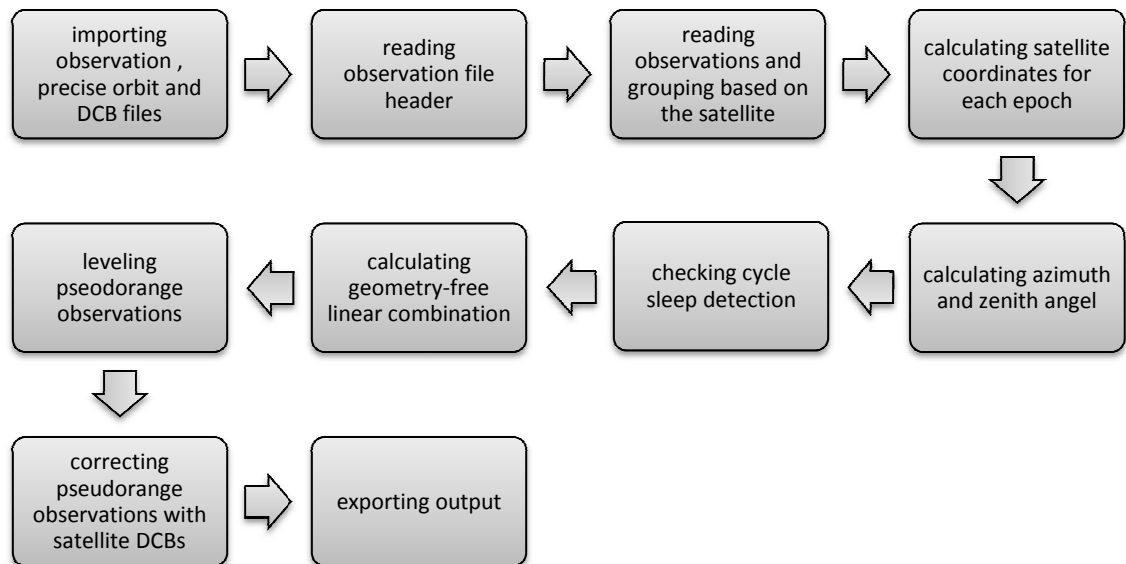 importing
observation ,
precise orbit and
DCB files
reading
observation file
header
reading
observations and
grouping based on
the satellite
calculating satellite
coordinates for
each epoch
calculating azimuth
and zenith angel
checking cycle
sleep detection
calculating
geometry-free
linear combination
leveling
pseodorange
observations
correcting
pseudorange
observations with
satellite DCBs
exporting output